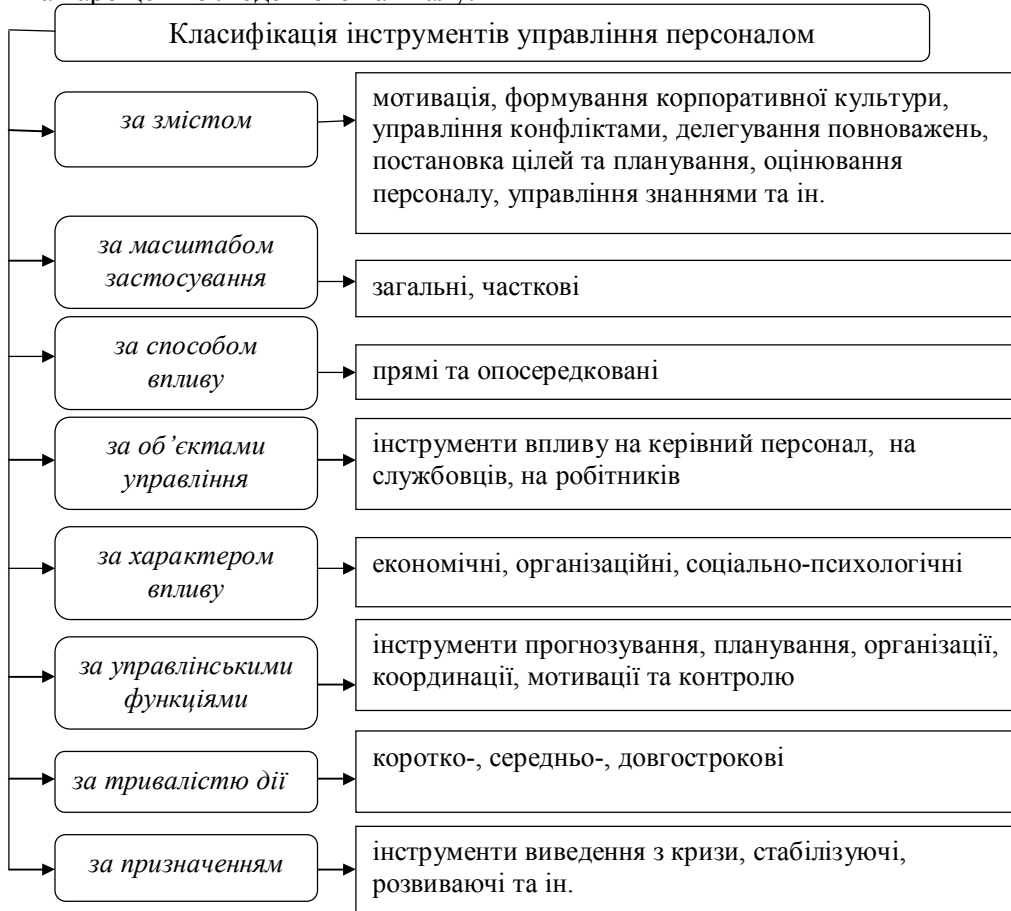 Класифікація інструментів управління персоналом
за змістом
мотивація, формування корпоративної культури,
управління конфліктами, делегування повноважень,
постановка цілей та планування, оцінювання
персоналу, управління знаннями та ін.
за масштабом
застосування
загальні, часткові
за способом
впливу
прямі та опосередковані
за об’єктами
управління
інструменти впливу на керівний персонал, на
службовців, на робітників
за характером
впливу
економічні, організаційні, соціально-психологічні
за управлінськими
функціями
інструменти прогнозування, планування, організації,
координації, мотивації та контролю
за тривалістю дії
коротко-, середньо-, довгострокові
за призначенням
інструменти виведення з кризи, стабілізуючі,
розвиваючі та ін.